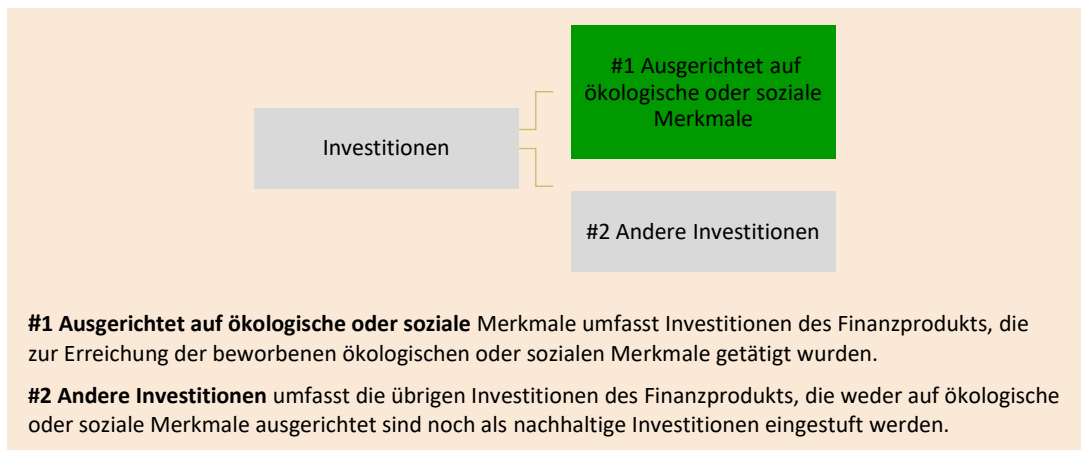 #1 Ausgerichtet auf
ökologische oder soziale
Merkmale
Investitionen
#2 Andere Investitionen
#1 Ausgerichtet auf ökologische oder soziale Merkmale umfasst Investitionen des Finanzprodukts, die
zur Erreichung der beworbenen ökologischen oder sozialen Merkmale getätigt wurden.
#2 Andere Investitionen umfasst die übrigen Investitionen des Finanzprodukts, die weder auf ökologische
oder soziale Merkmale ausgerichtet sind noch als nachhaltige Investitionen eingestuft werden.